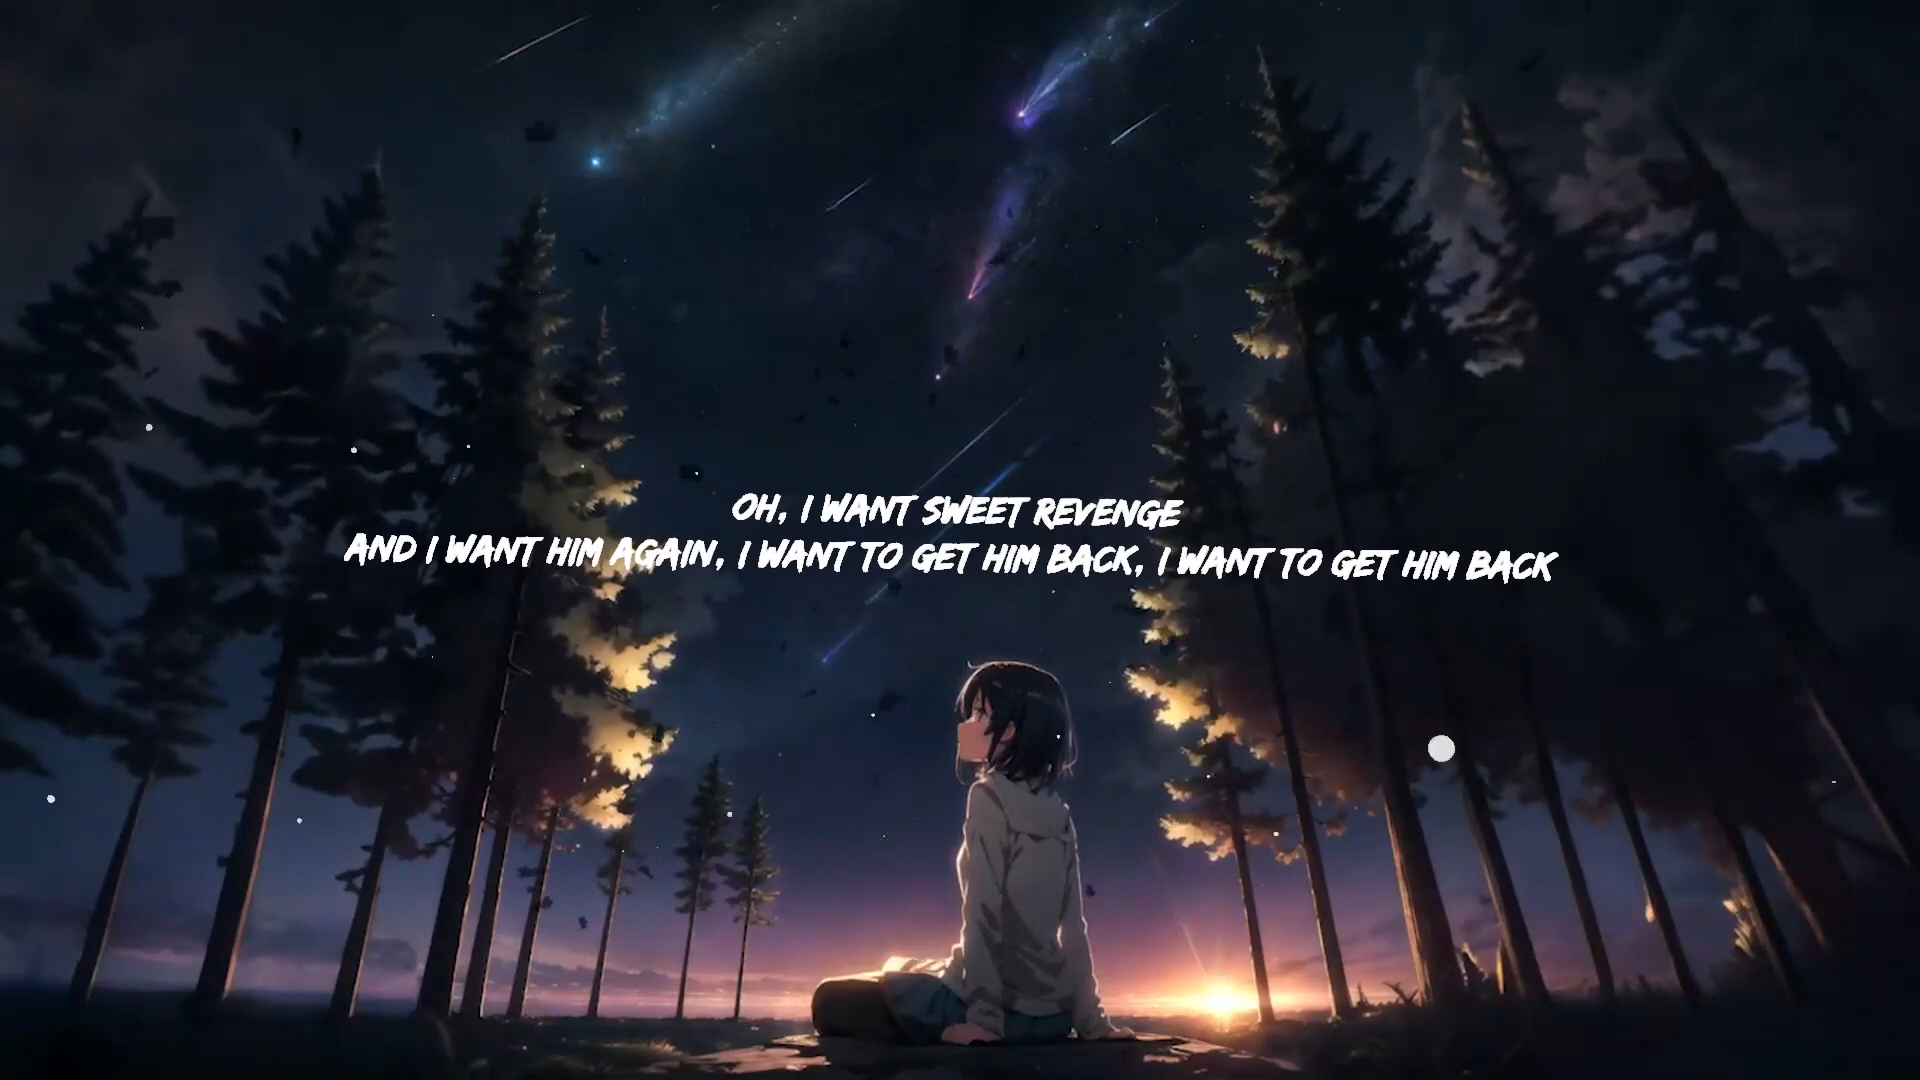 OH, I WANT SWEET REVENGE
AND I WANT HIM AGAIN, I WANT TO GET HIM BACK, I WANT TO GET HIM BACK